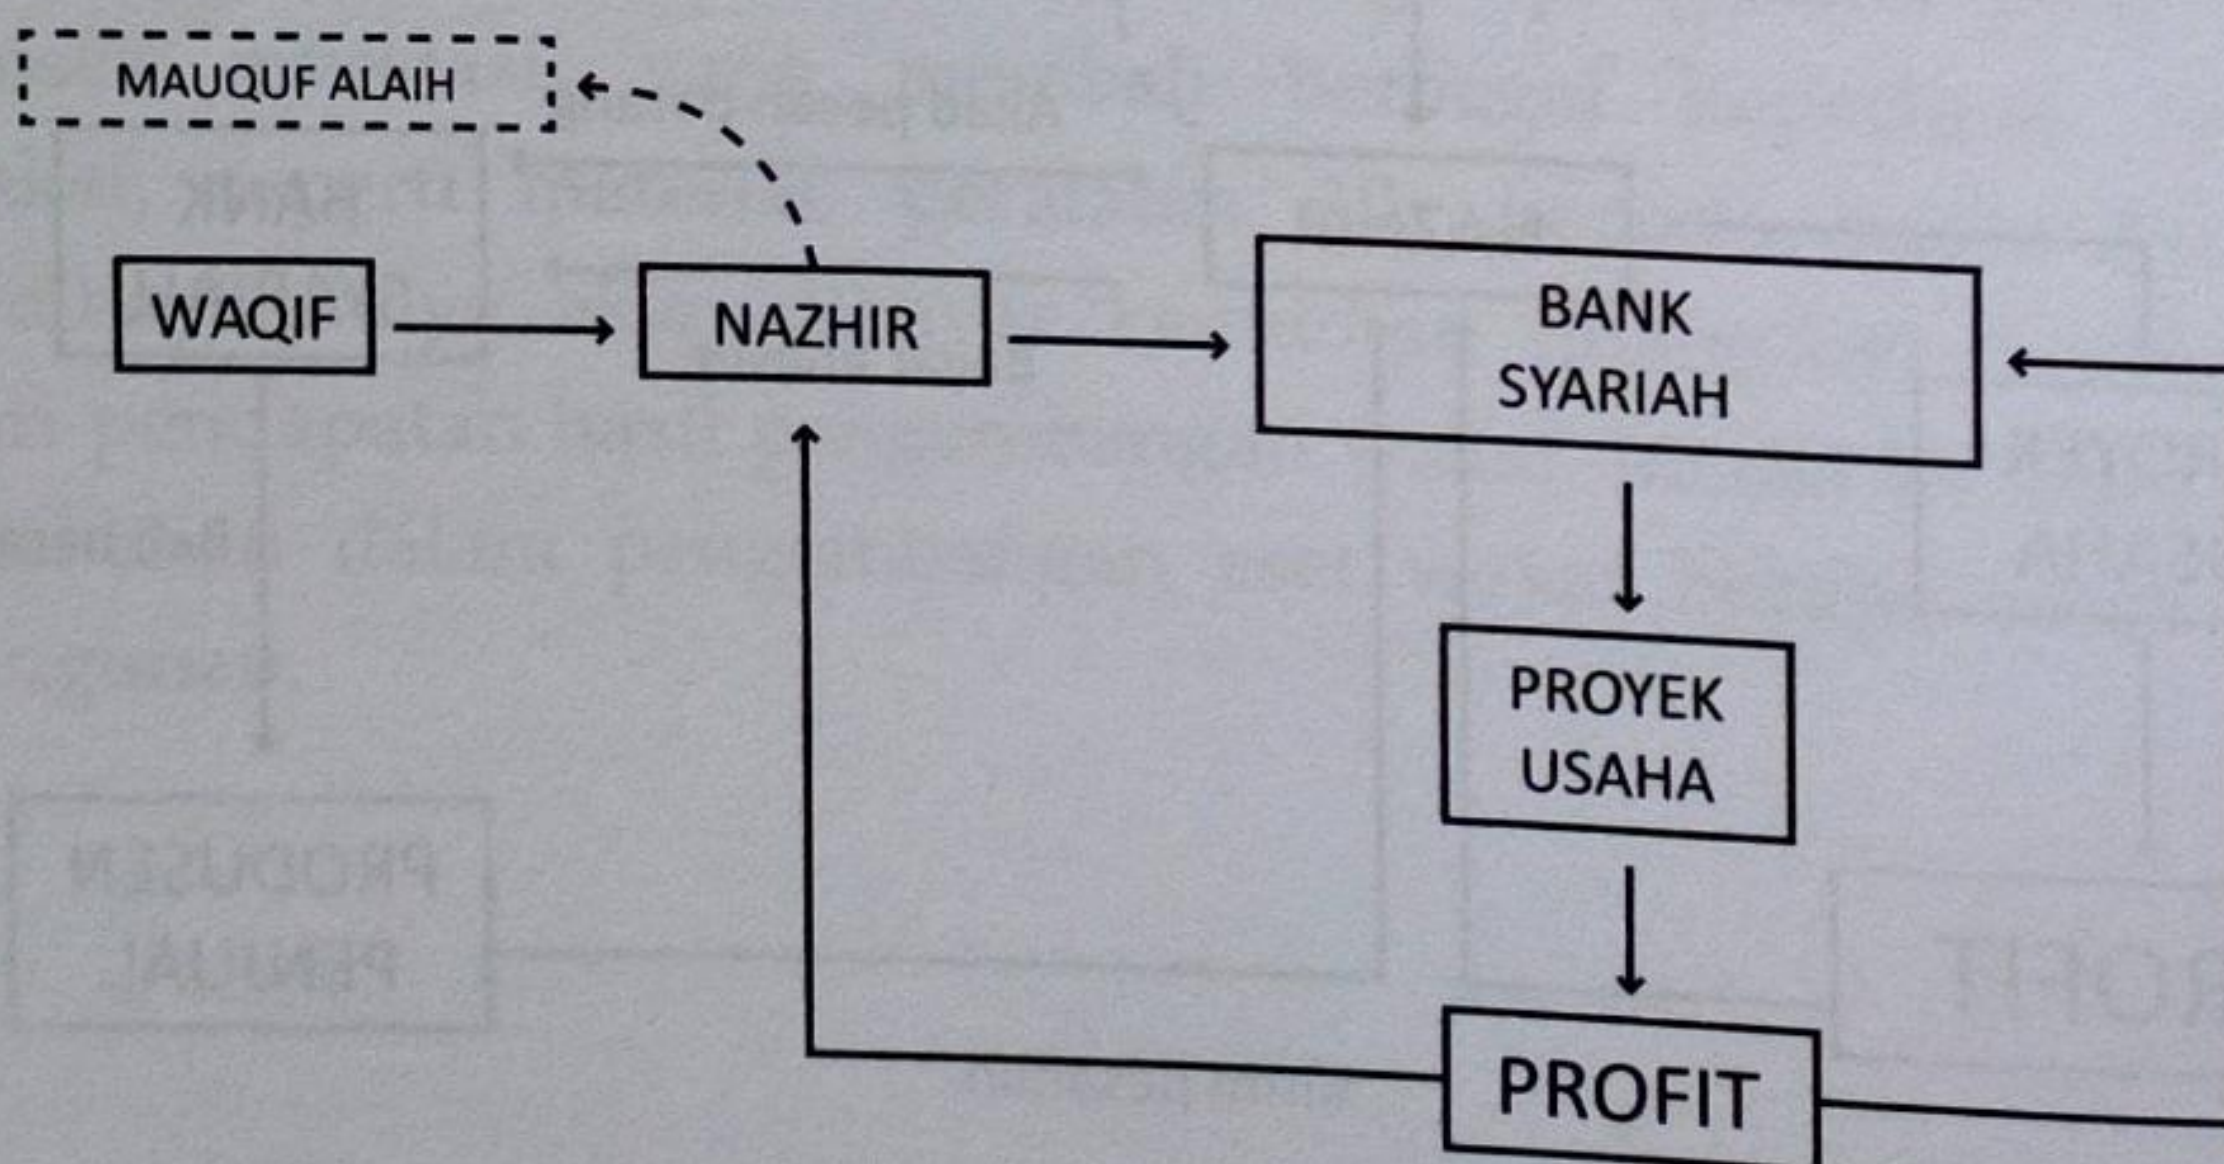 MAUQUF ALAIH
WAQIF
NAZHIR
BANK
SYARIAH
PROYEK
USAHA
PROFIT